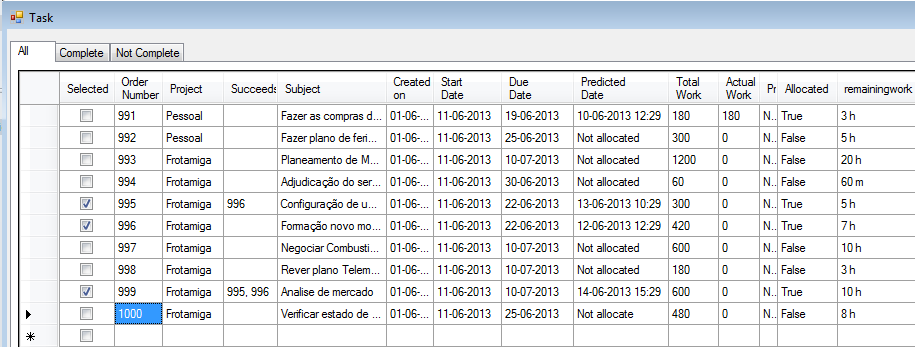 Task
All Complete Not Complete
Selected Order Number Project Succeeds Subject Created on Start Date Due Date Predicted Date Total Work Actual Work Pr Allocated remainingwork
991 Pessoal Fazer as compras d... 01-06-... 11-06-2013 19-06-2013 10-06-2013 12:29 180 180 N... True 3 h
992 Pessoal Fazer plano de feri... 01-06-... 11-06-2013 25-06-2013 Not allocated 300 0 N... False 5 h
993 Frotamiga Planeamento de M... 01-06-... 11-06-2013 10-07-2013 Not allocated 1200 0 N... False 20 h
994 Frotamiga Adjudicação do ser... 01-06-... 11-06-2013 30-06-2013 Not allocated 60 0 N... False 60 m
995 Frotamiga 996 Configuração de u... 01-06-... 11-06-2013 22-06-2013 13-06-2013 10:29 300 0 N... True 5 h
996 Frotamiga Formação novo mo... 01-06-... 11-06-2013 22-06-2013 12-06-2013 12:29 420 0 N... True 7 h
997 Frotamiga Negociar Combusti... 01-06-... 11-06-2013 10-07-2013 Not allocated 600 0 N... False 10 h
998 Frotamiga Rever plano Telem... 01-06-... 11-06-2013 10-07-2013 Not allocated 180 0 N... False 3 h
999 Frotamiga 995, 996 Analise de mercado 01-06-... 11-06-2013 10-07-2013 14-06-2013 15:29 600 0 N... True 10 h
1000 Frotamiga Verificar estado de ... 01-06-... 11-06-2013 25-06-2013 Not allocate 480 0 N... False 8 h